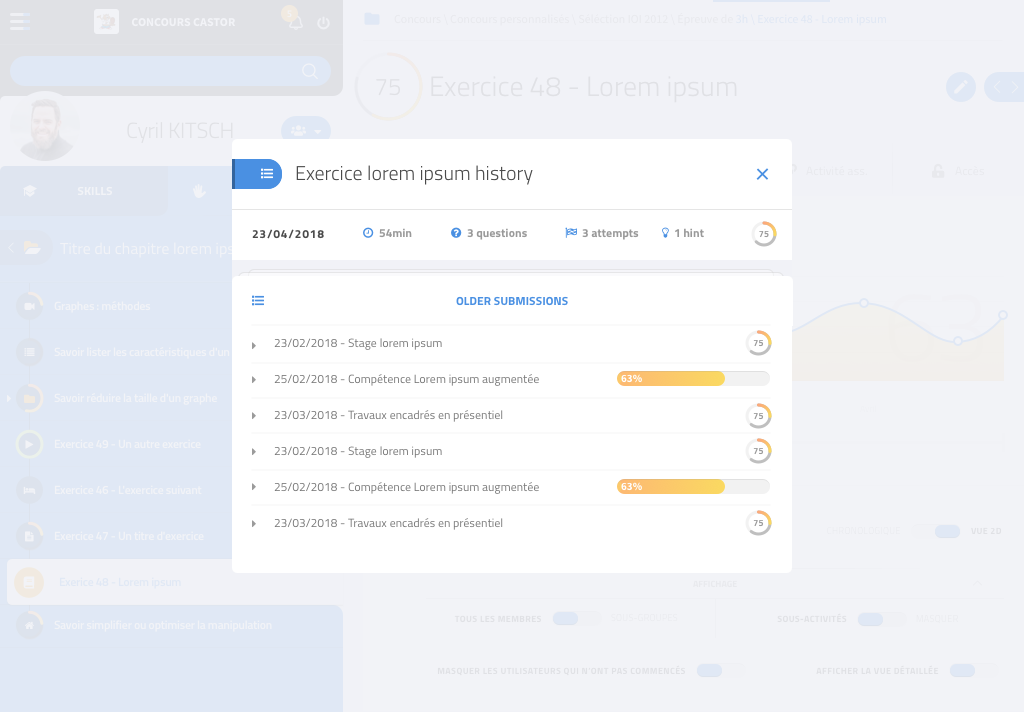 CONCOURS CASTOR
Concours \ Concours personnalisés \ Sélection IOI 2012 \ Épreuve de 2h \ Exercice 48 - Lorem ipsum
75
Exercice 48 - Lorem ipsum
Cyril KITSCH
Exercice lorem ipsum history
Accès
SKILLS
23/04/2018
54min
3 questions
3 attempts
1 hint
75
Titre du chapitre lorem ips
OLDER SUBMISSIONS
Graphes : méthodes
23/02/2018 - Stage lorem ipsum
75
Savoir lister les caractéristiques d'un
25/02/2018 - Compétence Lorem ipsum augmentée
63%
Savoir réduire la taille d'un graphe
23/03/2018 - Travaux encadrés en présentiel
75
Exercice 49 - Un autre exercice
23/02/2018 - Stage lorem ipsum
75
Exercice 46 - L'exercice suivant
25/02/2018 - Compétence Lorem ipsum augmentée
63%
Exercice 47 - Un titre d'exercice
23/03/2018 - Travaux encadrés en présentiel
75
VUE 2D
Exerice 48 - Lorem ipsum
AFFICHAGE
Savoir simplifier ou optimiser la manipulation
TOUS LES MEMBRES
SOUS-ACTIVITÉS
MASQUER LES UTILISATEURS QUI N'ONT PAS COMMENCÉS
AFFICHER LA VUE DÉTAILLÉE